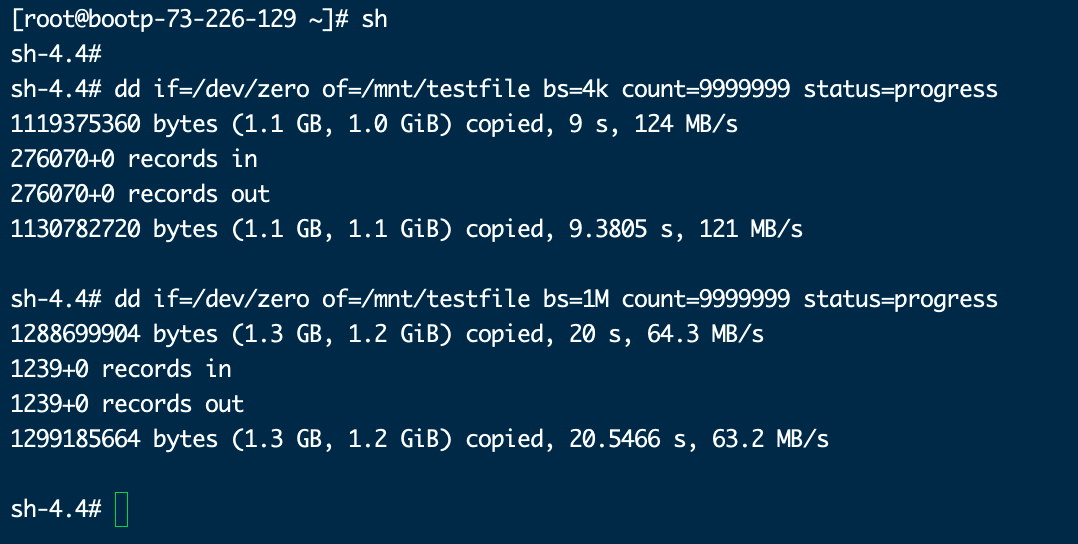 [root@bootp-73-226-129 ~]# sh
sh-4.4#
sh-4.4# dd if=/dev/zero of=/mnt/testfile bs=4k count=9999999 status=progress
1119375360 bytes (1.1 GB, 1.0 GiB) copied, 9 s, 124 MB/s
276070+0 records in
276070+0 records out
1130782720 bytes (1.1 GB, 1.1 GiB) copied, 9.3805 s, 121 MB/s
sh-4.4# dd if=/dev/zero of=/mnt/testfile bs=1M count=9999999 status=progress
1288699904 bytes (1.3 GB, 1.2 GiB) copied, 20 s, 64.3 MB/s
1239+0 records in
1239+0 records out
1299185664 bytes (1.3 GB, 1.2 GiB) copied, 20.5466 s, 63.2 MB/s
sh-4.4#